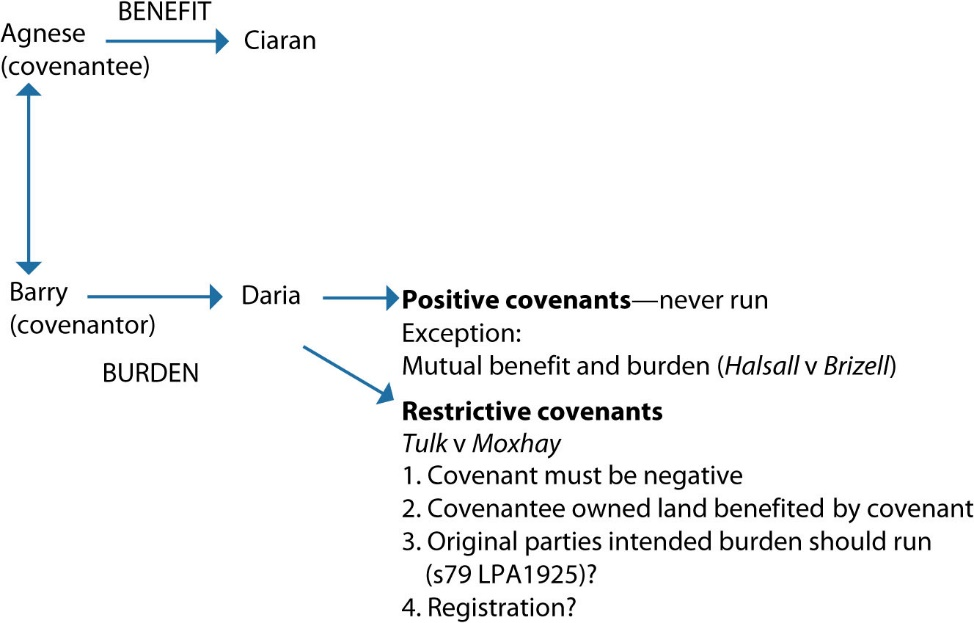 BENEFIT
Agnese
(covenantee)
Ciaran
Barry
(covenantor)
Daria
BURDEN
Positive covenants—never run
Exception:
Mutual benefit and burden (Halsall v Brizell)
Restrictive covenants
Tulk v Moxhay
1. Covenant must be negative
2. Covenantee owned land benefited by covenant
3. Original parties intended burden should run
(s79 LPA1925)?
4. Registration?